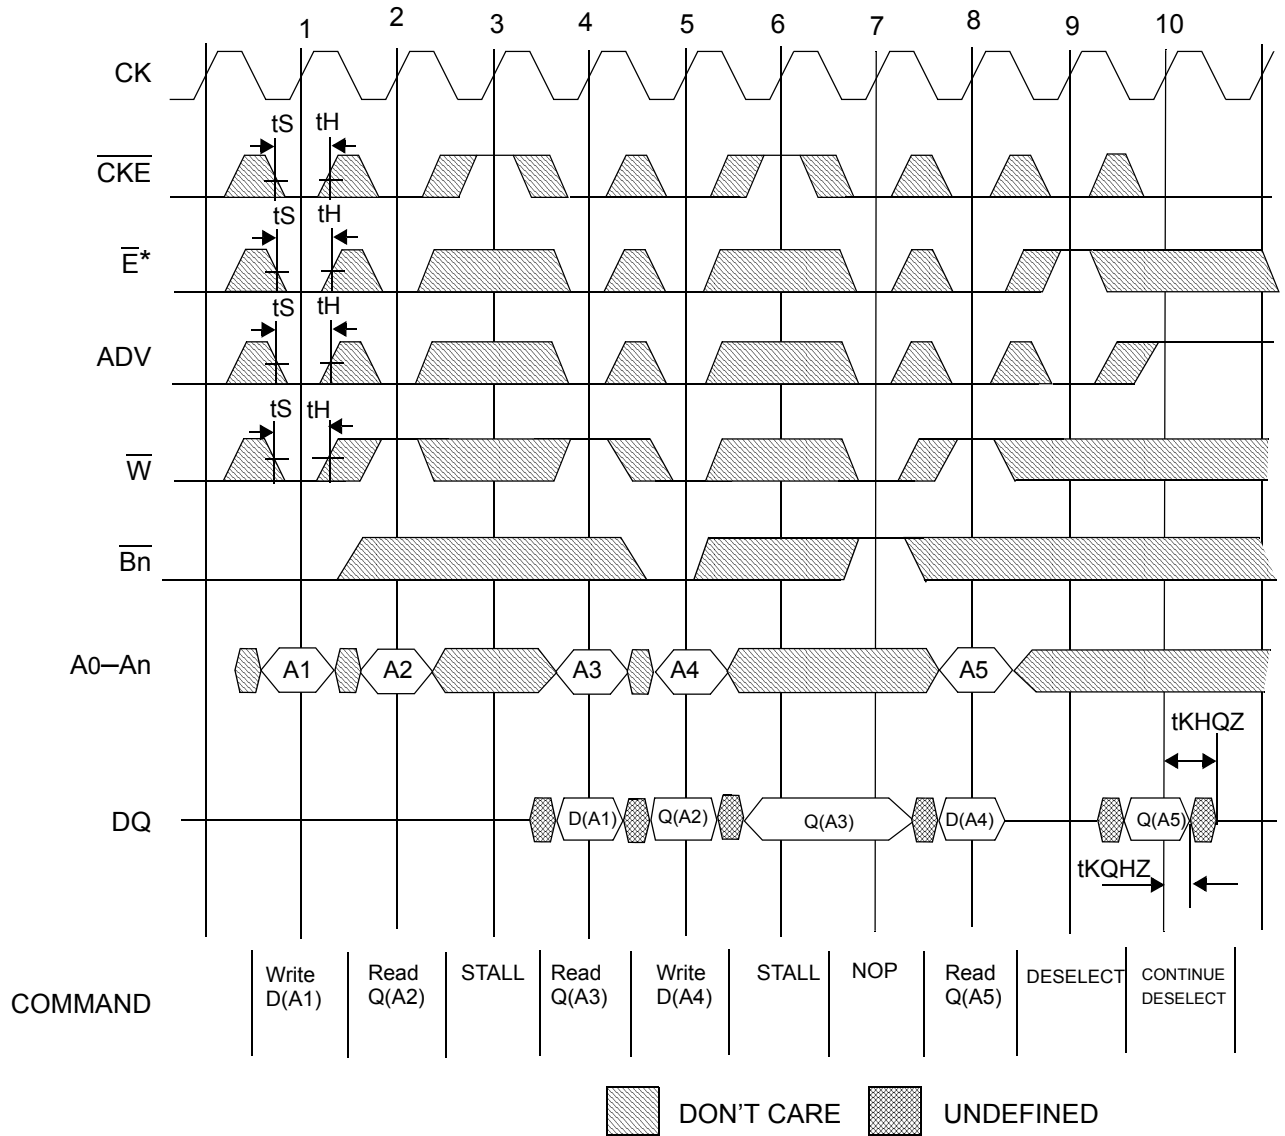 1 2 3 4 5 6 7 8 9 10
CK
tS tH
CKE
tS tH
E*
tS tH
ADV
tS tH
W
Bn
A0–An A1 A2 A3 A4 A5
tKHQZ
DQ D(A1) Q(A2) Q(A3) D(A4) Q(A5)
tKQHZ
COMMAND
Write
D(A1)
Read
Q(A2)
STALL
Read
Q(A3)
Write
D(A4)
STALL
NOP
Read
Q(A5)
DESELECT
CONTINUE
DESELECT
DON'T CARE UNDEFINED